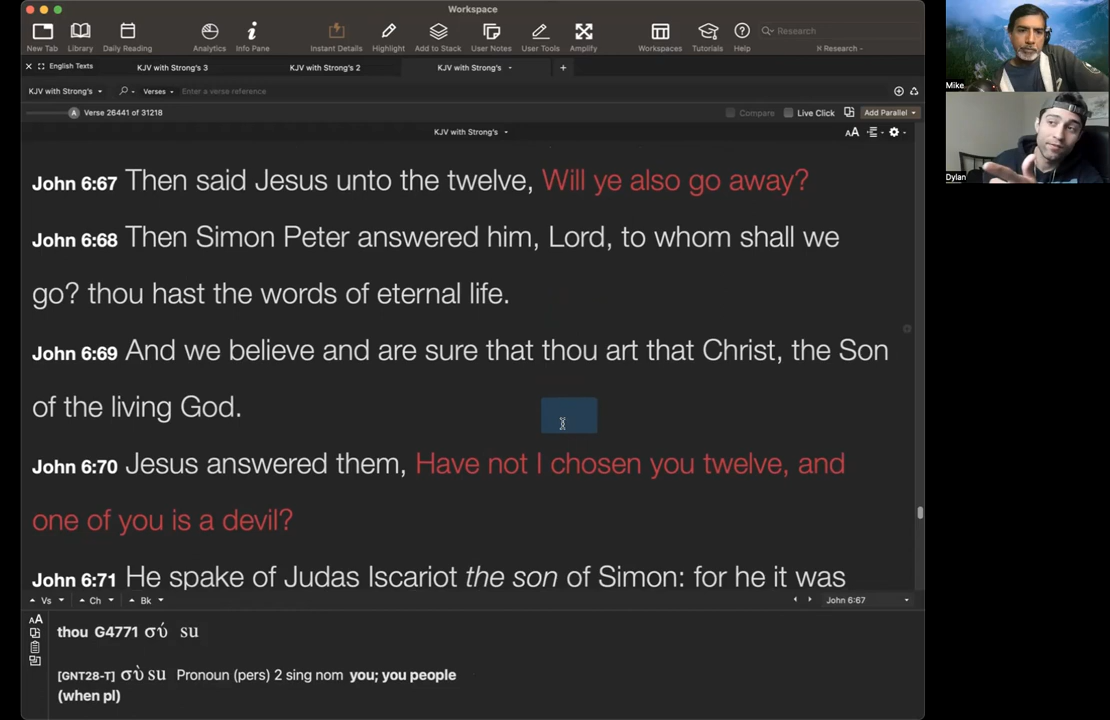 Workspace
New Tab Library Daily Reading Analytics Info Pane Instant Details Highlight Add to Stack User Notes User Tools Amplify Workspaces Tutorials Help Research Research
English Texts KJV with Strong's 3 KJV with Strong's 2 KJV with Strong's
KJV with Strong's Verses Enter a verse reference
A Verse 26441 of 31218 Compare Live Click Add Parallel
KJV with Strong's
John 6:67 Then said Jesus unto the twelve, Will ye also go away?
John 6:68 Then Simon Peter answered him, Lord, to whom shall we
go? thou hast the words of eternal life.
John 6:69 And we believe and are sure that thou art that Christ, the Son
of the living God.
John 6:70 Jesus answered them, Have not I chosen you twelve, and
one of you is a devil?
John 6:71 He spake of Judas Iscariot the son of Simon: for he it was
Vs Ch Bk John 6:67
thou G4771 σύ su
[GNT28-T] σὺ su Pronoun (pers) 2 sing nom you; you people
(when pl)
Mike
Dylan